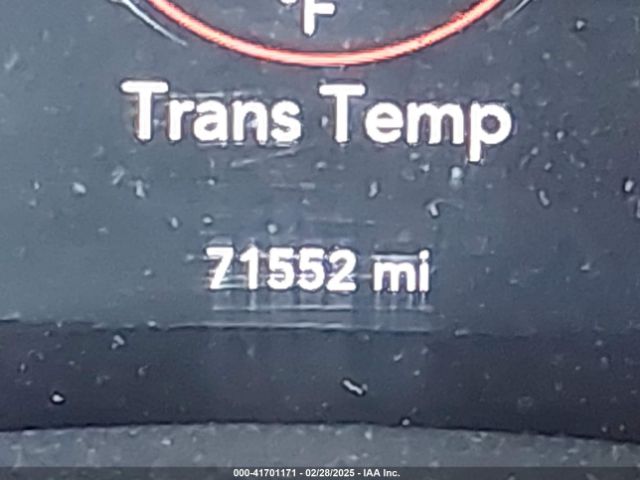 °F
Trans Temp
71552 mi
000-41701171 - 02/28/2025 - IAA Inc.